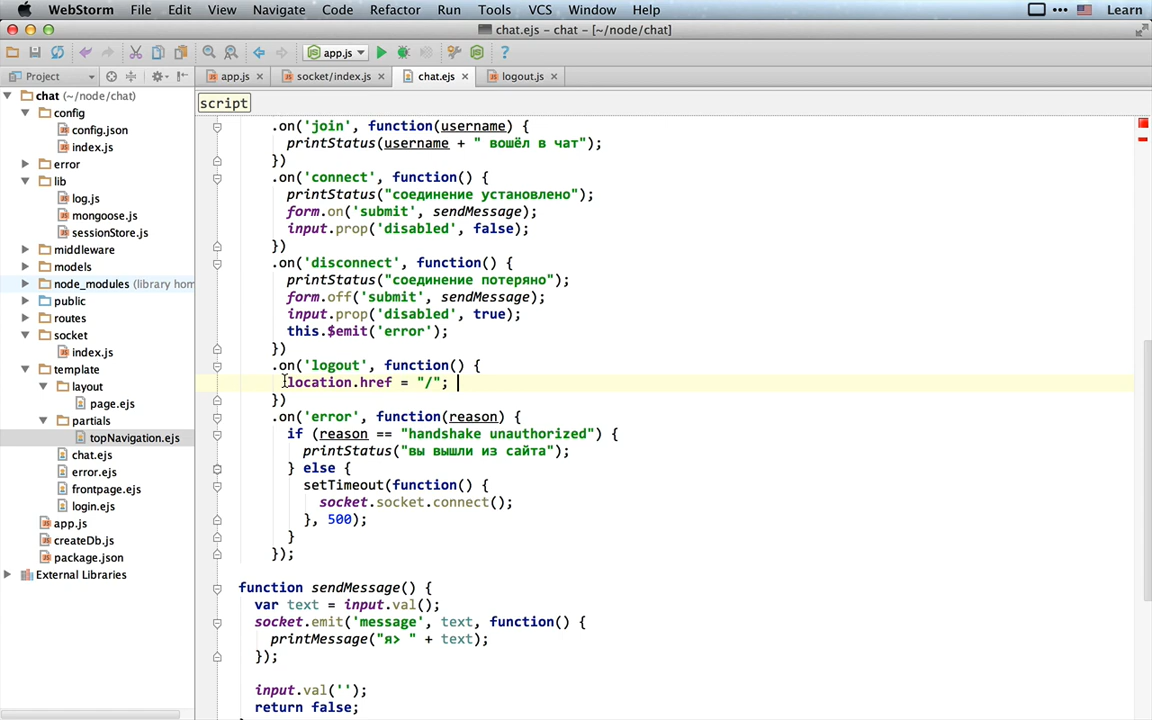 WebStorm File Edit View Navigate Code Refactor Run Tools VCS Window Help Learn
chat.ejs – chat – [~/node/chat]
app.js
Project app.js socket/index.js chat.ejs logout.js
chat (~/node/chat)
config
config.json
index.js
error
lib
log.js
mongoose.js
sessionStore.js
middleware
models
node_modules (library hom
public
routes
socket
index.js
template
layout
page.ejs
partials
topNavigation.ejs
chat.ejs
error.ejs
frontpage.ejs
login.ejs
app.js
createDb.js
package.json
External Libraries
script
.on('join', function(username) {
printStatus(username + " вошёл в чат");
})
.on('connect', function() {
printStatus("соединение установлено");
form.on('submit', sendMessage);
input.prop('disabled', false);
})
.on('disconnect', function() {
printStatus("соединение потеряно");
form.off('submit', sendMessage);
input.prop('disabled', true);
this.$emit('error');
})
.on('logout', function() {
location.href = "/";
})
.on('error', function(reason) {
if (reason == "handshake unauthorized") {
printStatus("вы вышли из сайта");
} else {
setTimeout(function() {
socket.socket.connect();
}, 500);
}
});
function sendMessage() {
var text = input.val();
socket.emit('message', text, function() {
printMessage("я> " + text);
});
input.val('');
return false;